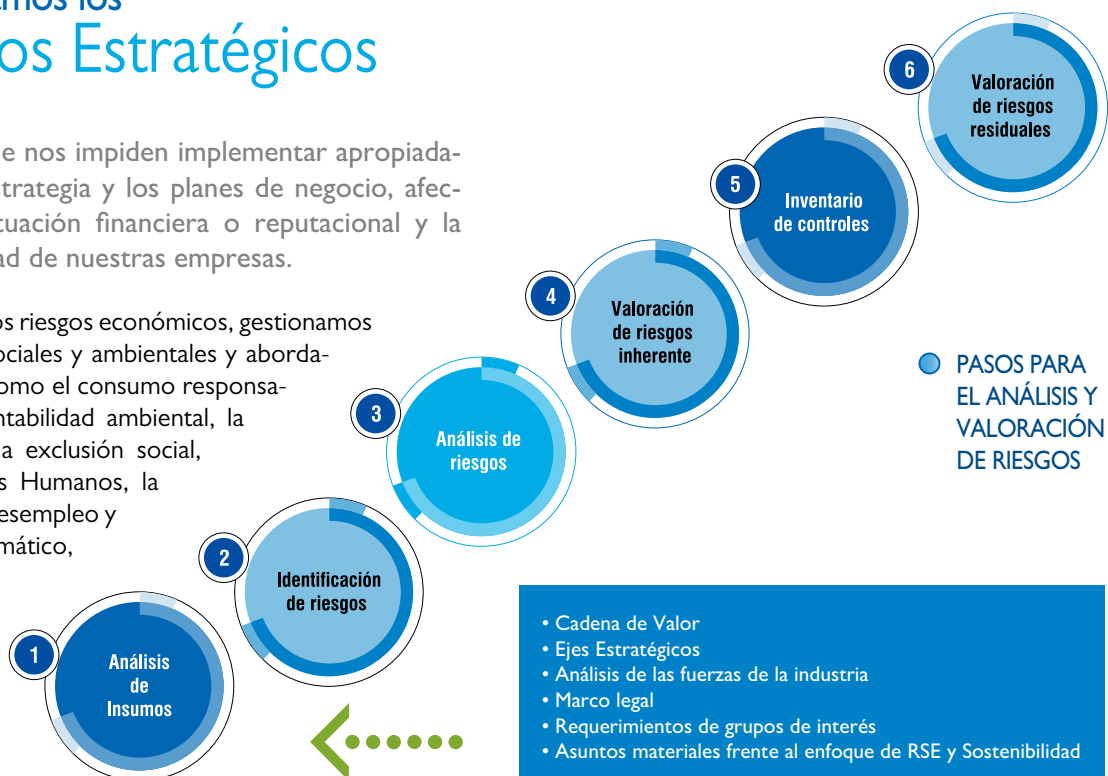 os Estratégicos
e nos impiden implementar apropiada-
strategia y los planes de negocio, afec-
tuación financiera o reputacional y la
ad de nuestras empresas.
os riesgos económicos, gestionamos
ociales y ambientales y aborda-
omo el consumo responsa-
ntabilidad ambiental, la
a exclusión social,
s Humanos, la
esempleo y
mático,
1
Análisis
de
Insumos
2
Identificación
de riesgos
3
Análisis de
riesgos
4
Valoración
de riesgos
inherente
5
Inventario
de controles
6
Valoración
de riesgos
residuales
PASOS PARA
EL ANÁLISIS Y
VALORACIÓN
DE RIESGOS
• Cadena de Valor
• Ejes Estratégicos
• Análisis de las fuerzas de la industria
• Marco legal
• Requerimientos de grupos de interés
• Asuntos materiales frente al enfoque de RSE y Sostenibilidad